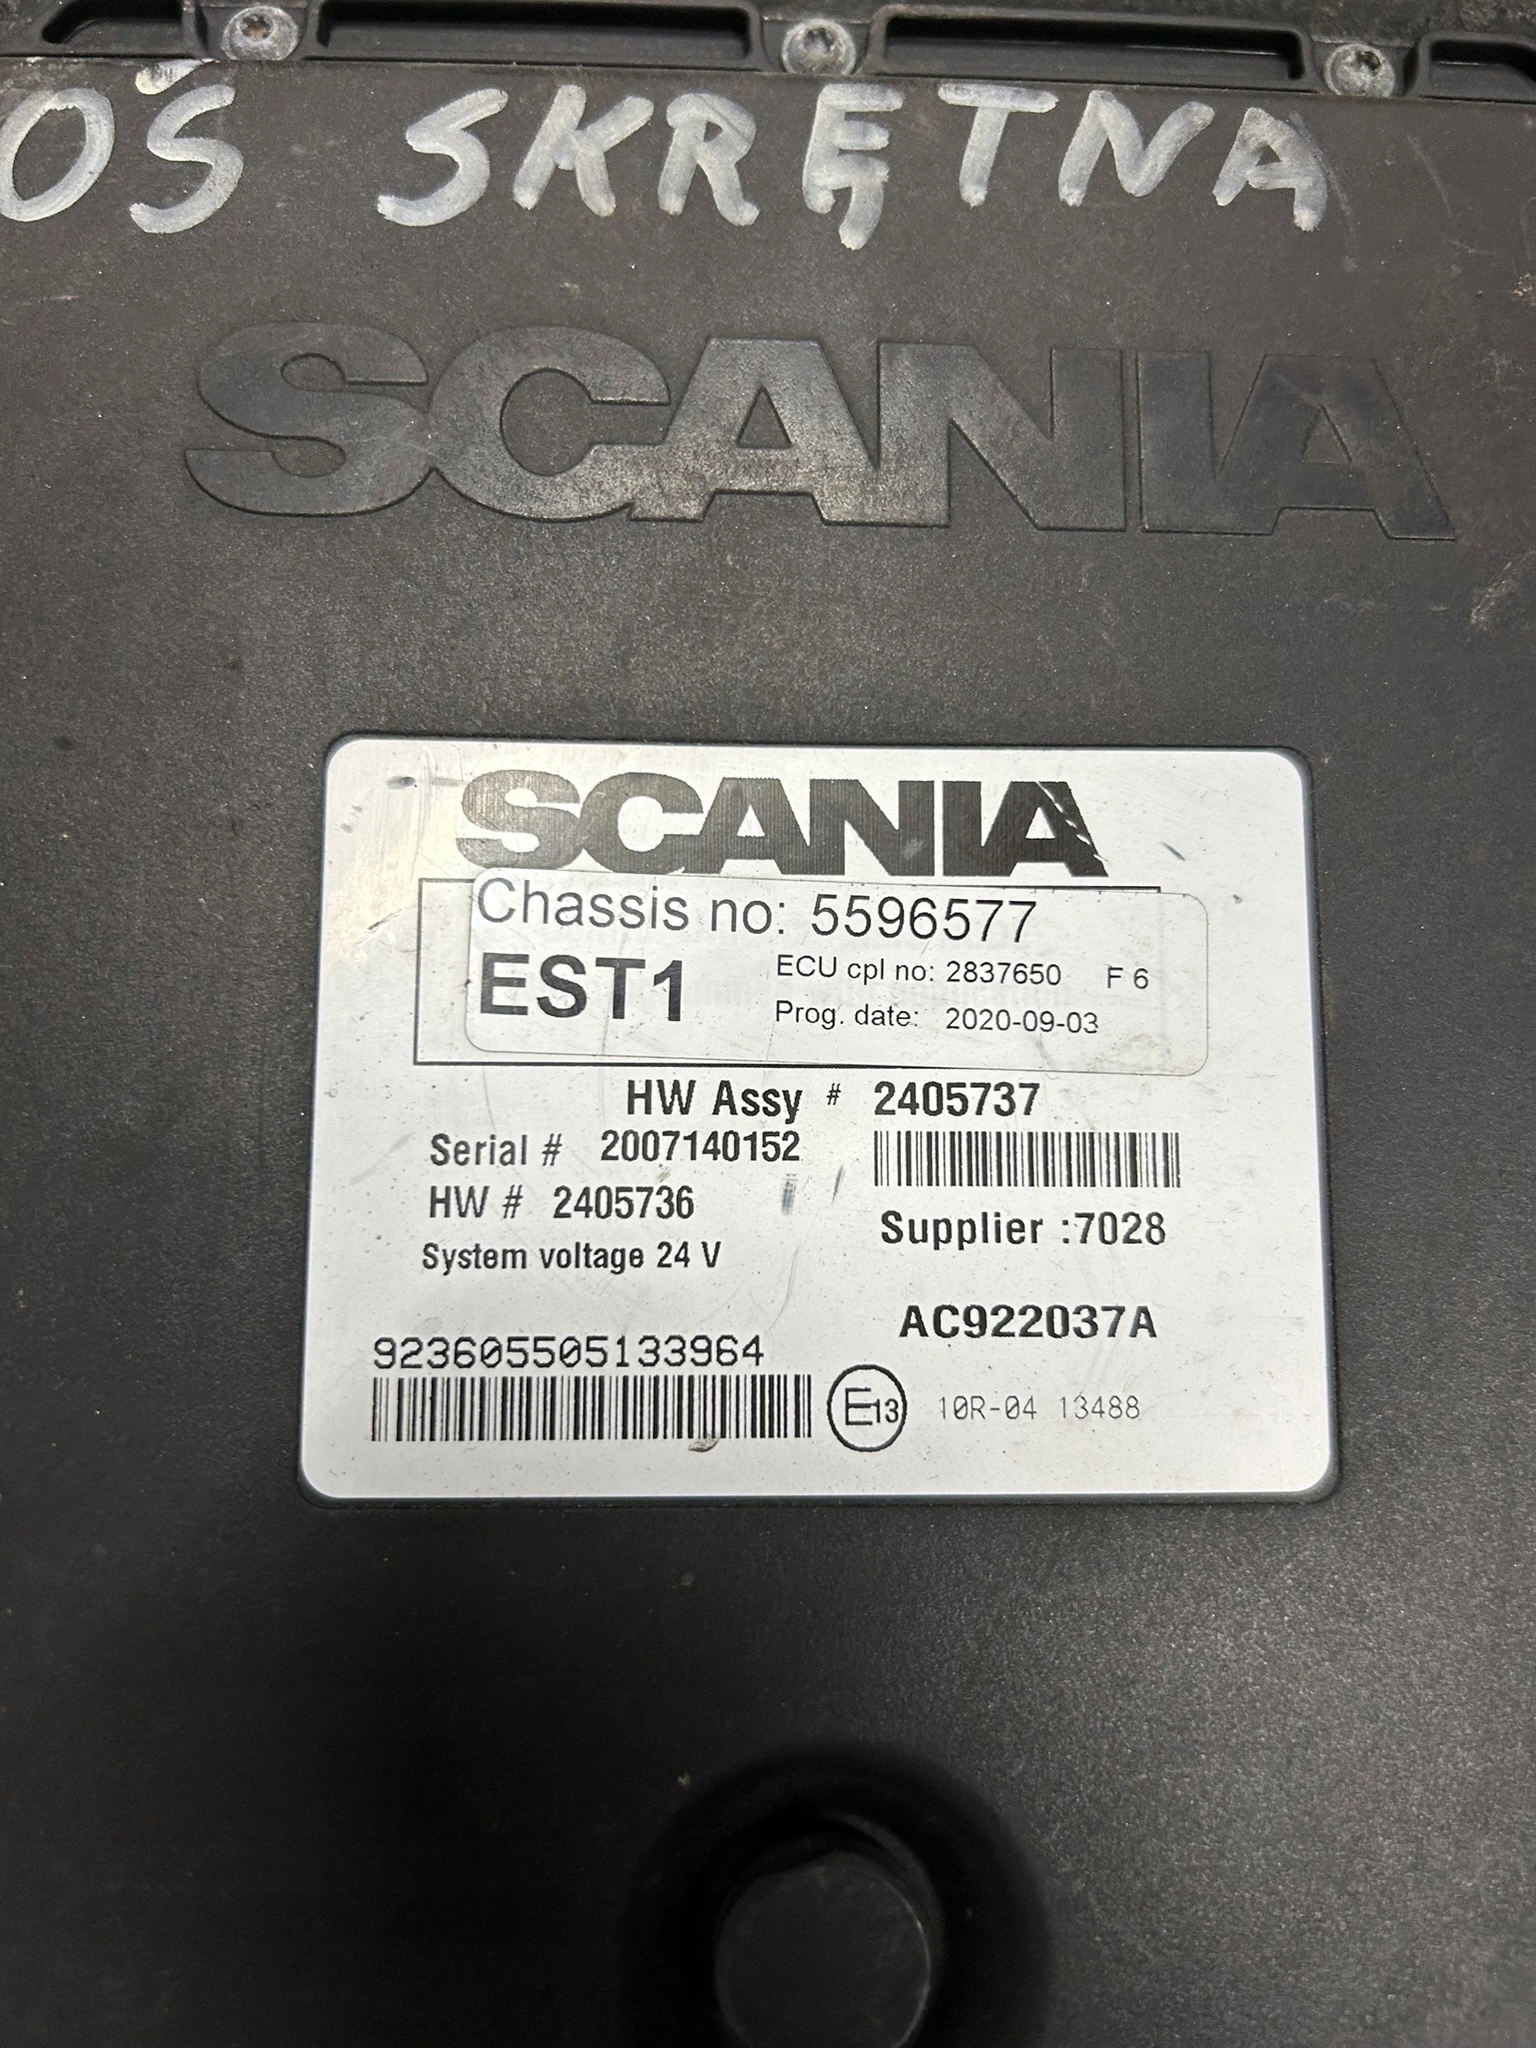 OŚ SKRĘTNA
SCANIA
SCANIA
Chassis no: 5596577
EST1
ECU cpl no: 2837650 F 6
Prog. date: 2020-09-03
HW Assy # 2405737
Serial # 2007140152
HW # 2405736
Supplier :7028
System voltage 24 V
AC922037A
923605505133964
E13 10R-04 13488